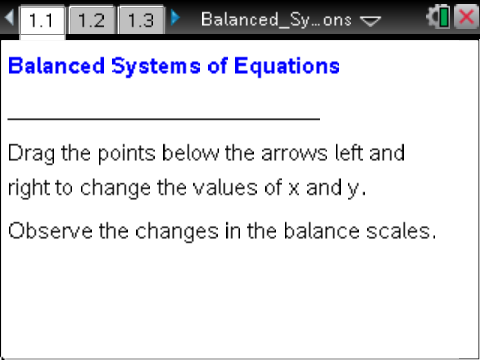 1.1 1.2 1.3 Balanced_Sy...ons
Balanced Systems of Equations
Drag the points below the arrows left and
right to change the values of x and y.
Observe the changes in the balance scales.